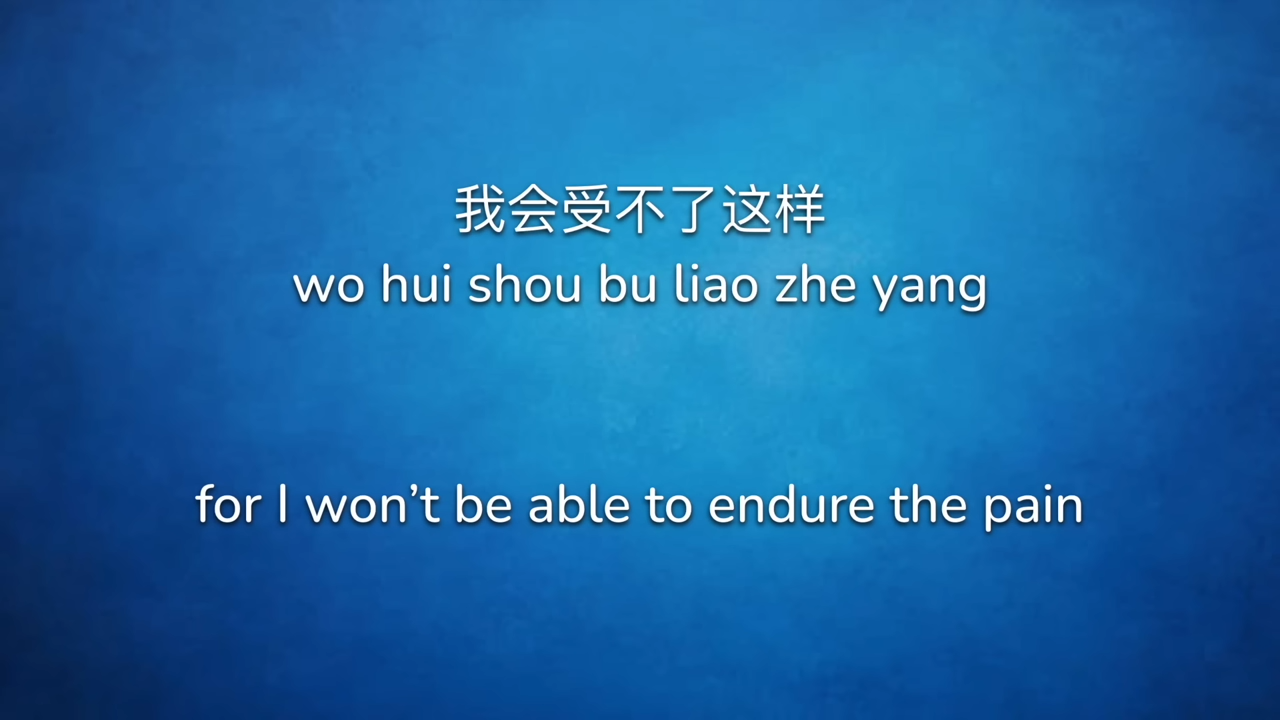 我会受不了这样
wo hui shou bu liao zhe yang
for I won’t be able to endure the pain